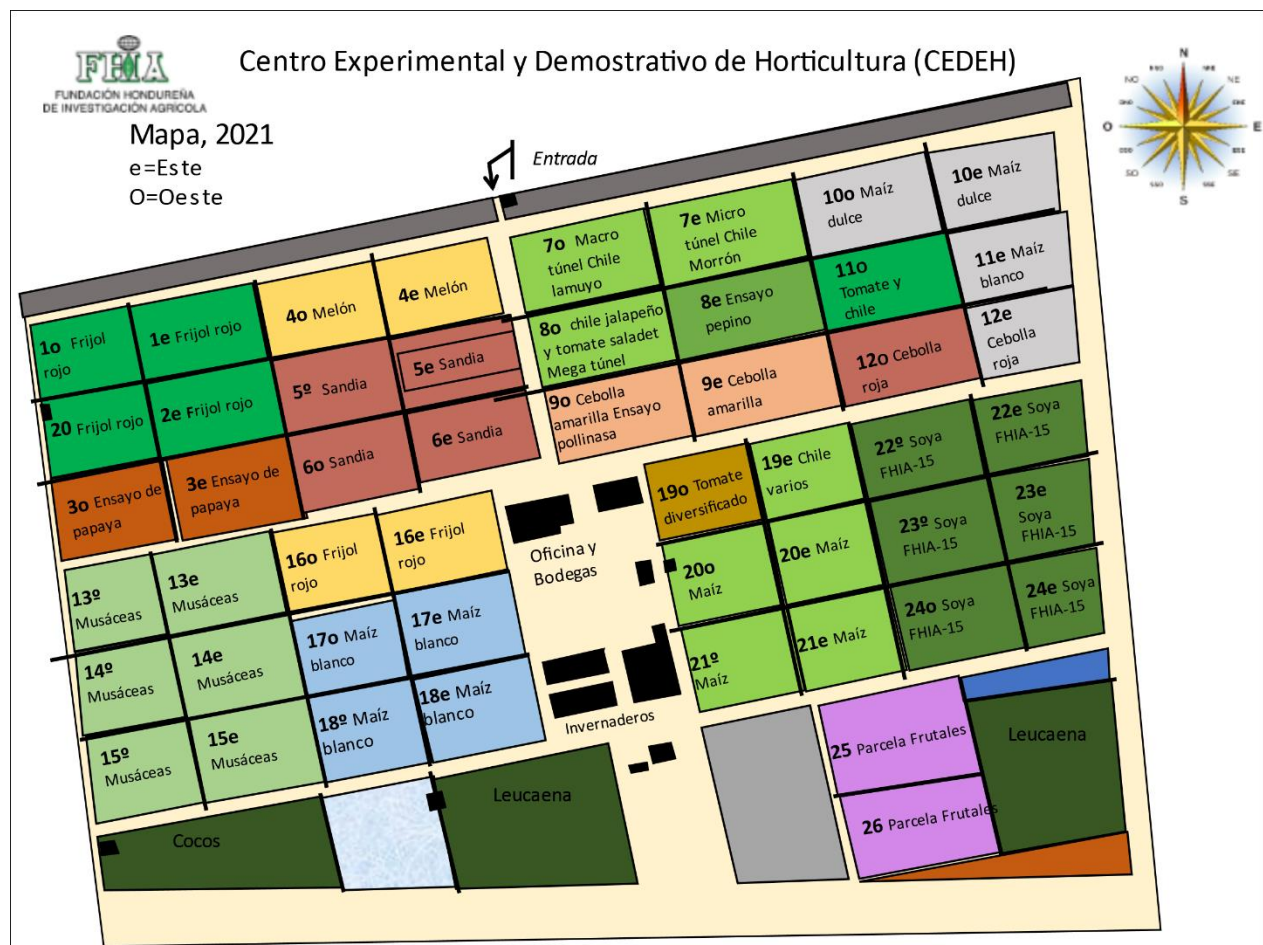 Centro Experimental y Demostrativo de Horticultura (CEDEH)
FHIA
FUNDACIÓN HONDUREÑA
DE INVESTIGACIÓN AGRÍCOLA
Mapa, 2021
e=Este
O=Oeste
Entrada
N
NE
E
SE
S
SO
O
NO
1o Frijol
rojo
1e Frijol rojo
4o Melón
4e Melón
7o Macro
túnel Chile
lamuyo
7e Micro
túnel Chile
Morrón
10o Maíz
dulce
10e Maíz
dulce
20 Frijol rojo
2e Frijol rojo
5º Sandia
5e Sandia
8o chile jalapeño
y tomate saladet
Mega túnel
8e Ensayo
pepino
11o
Tomate y
chile
11e Maíz
blanco
3o Ensayo de
papaya
3e Ensayo de
papaya
6o Sandia
6e Sandia
9o Cebolla
amarilla Ensayo
pollinasa
9e Cebolla
amarilla
12o Cebolla
roja
12e
Cebolla
roja
13º
Musáceas
13e
Musáceas
16o Frijol
rojo
16e Frijol
rojo
Oficina y
Bodegas
19o Tomate
diversificado
19e Chile
varios
22º Soya
FHIA-15
22e Soya
FHIA-15
14º
Musáceas
14e
Musáceas
17o Maíz
blanco
17e Maíz
blanco
20o
Maíz
20e Maíz
23º Soya
FHIA-15
23e
Soya
FHIA-15
15º
Musáceas
15e
Musáceas
18º Maíz
blanco
18e Maíz
blanco
Invernaderos
21º
Maíz
21e Maíz
24o Soya
FHIA-15
24e Soya
FHIA-15
Cocos
Leucaena
25 Parcela Frutales
26 Parcela Frutales
Leucaena